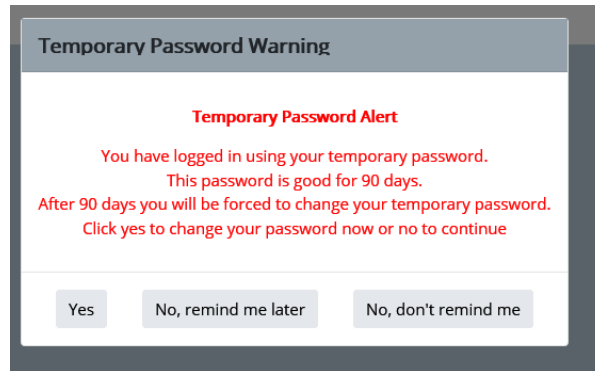 Temporary Password Warning
Temporary Password Alert
You have logged in using your temporary password.
This password is good for 90 days.
After 90 days you will be forced to change your temporary password.
Click yes to change your password now or no to continue
Yes
No, remind me later
No, don't remind me